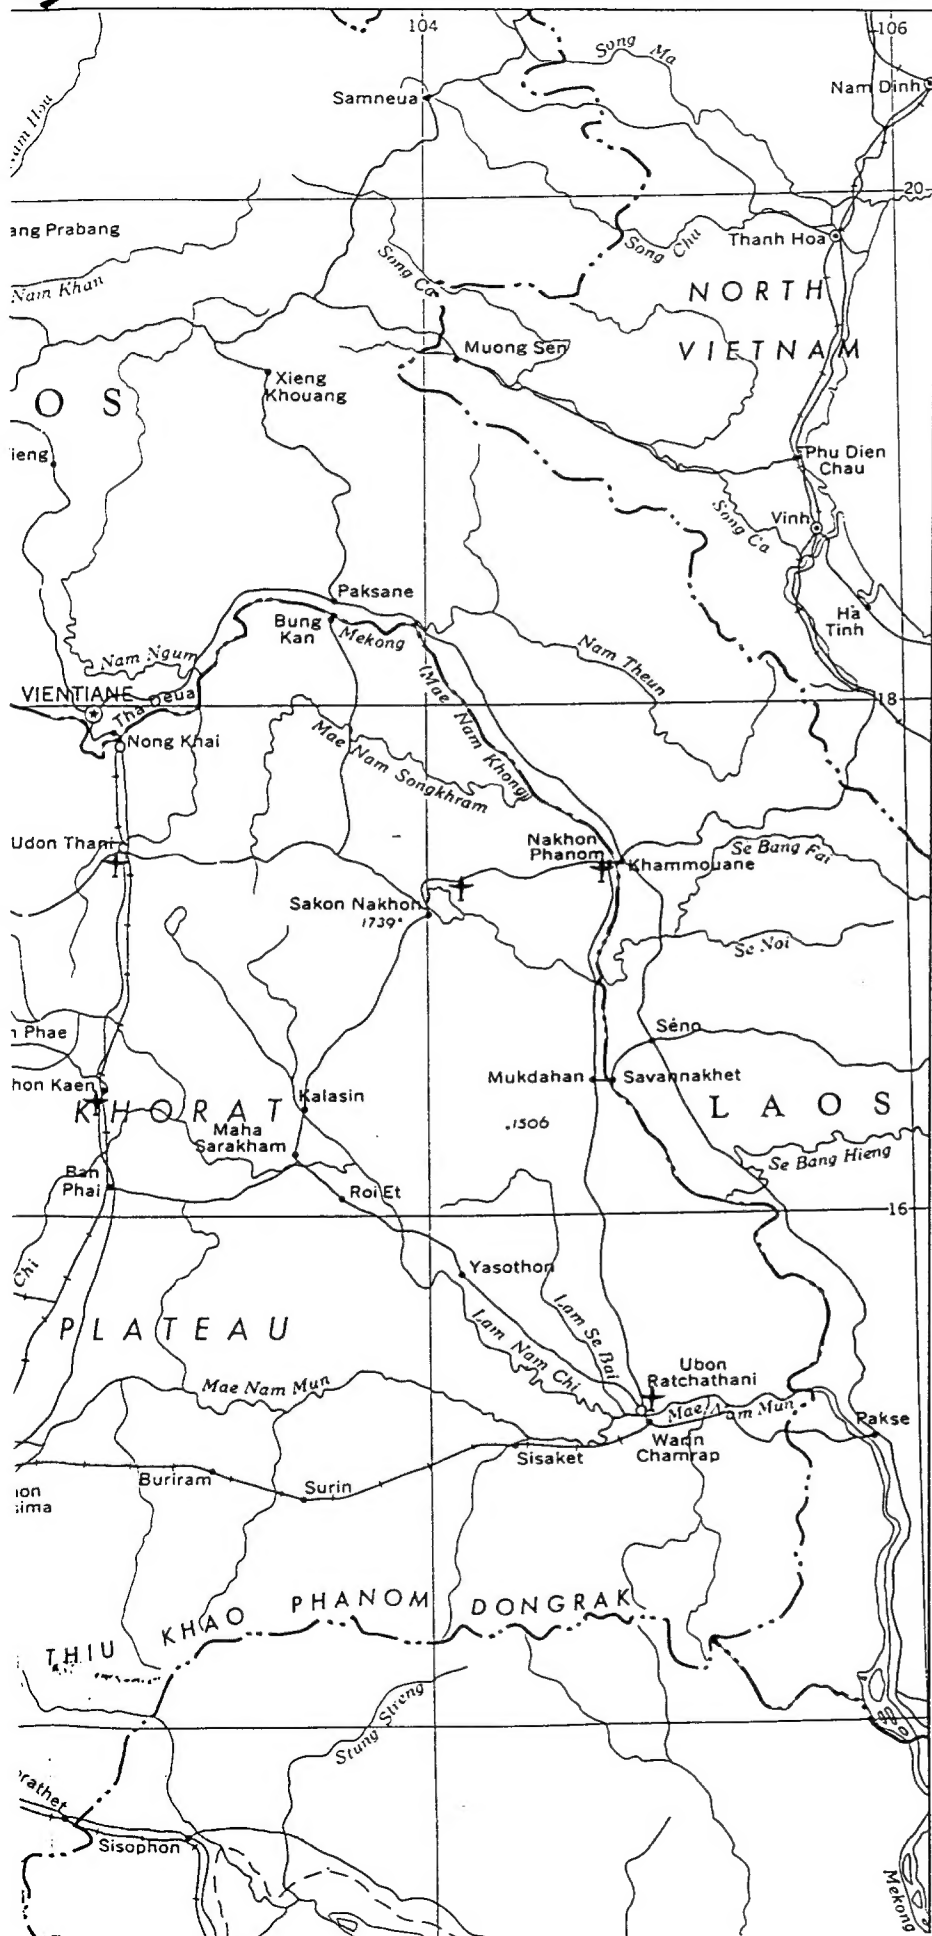 104
106
Song Ma
Nam Dinh
Samneua
20
ang Prabang
Song Chu
Thanh Hoa
Nam Khan
Song Ca
NORTH
VIETNAM
Muong Sen
Xieng
Khouang
OS
ieng
Phu Dien
Chau
Song Ca
Vinh
Paksane
Ha
Tinh
Bung
Kan
Mekong
Nam Ngum
Nam Theun
(Mae Nam Khong)
VIENTIANE
Tha Deua
18
Nong Khai
Mae Nam Songkhram
Udon Thani
Nakhon
Phanom
Khammouane
Se Bang Fai
Sakon Nakhon
1739
Se Noi
n Phae
Séno
hon Kaen
Mukdahan
Savannakhet
KHORAT
Kalasin
LAOS
Maha
Sarakham
.1506
Se Bang Hieng
Ban
Phai
Roi Et
16
Chi
Yasothon
PLATEAU
Lam Nam Chi
Lam Se Bai
Ubon
Ratchathani
Mae Nam Mun
Mae Nam Mun
Pakse
Warin
Chamrap
Sisaket
Buriram
Surin
ion
sima
THIU KHAO PHANOM DONGRAK
Stung Streng
rathet
Sisophon
Mekong